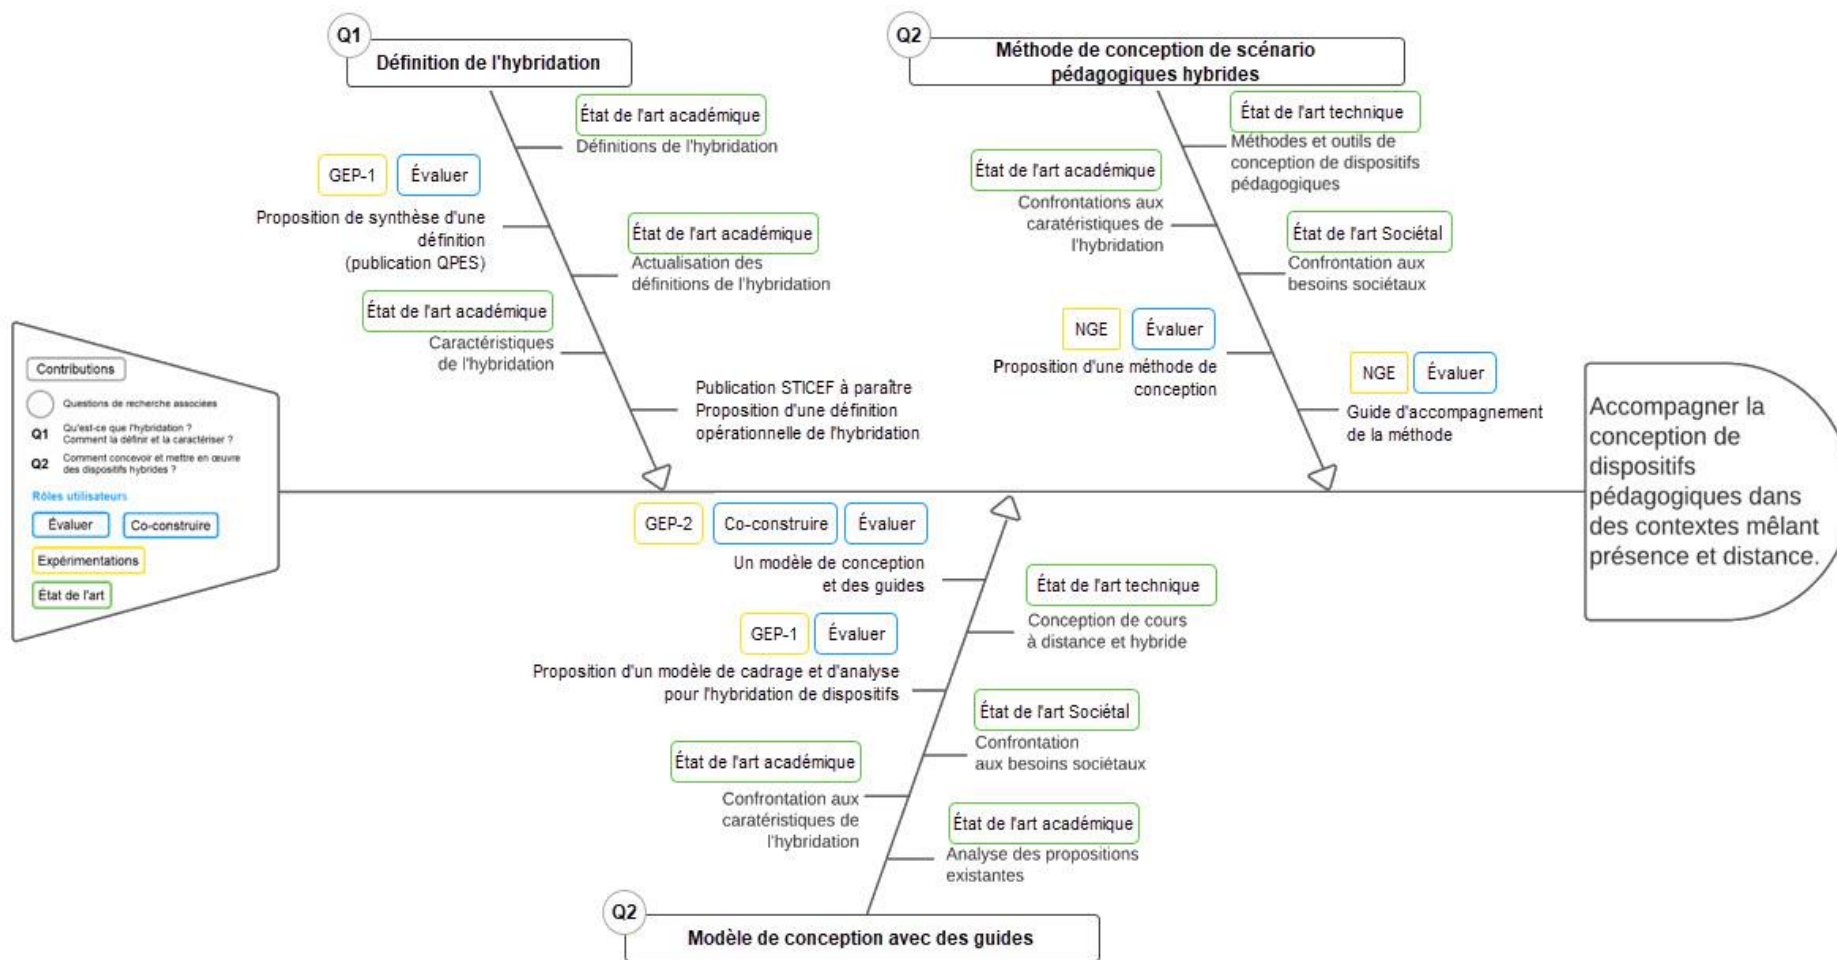 Q1
Définition de l'hybridation
État de l'art académique
Définitions de l'hybridation
GEP-1
Évaluer
Proposition de synthèse d'une
définition
(publication QPES)
État de l'art académique
Actualisation des
définitions de l'hybridation
État de l'art académique
Caractéristiques
de l'hybridation
Publication STICEF à paraître
Proposition d'une définition
opérationnelle de l'hybridation
Q2
Méthode de conception de scénario
pédagogiques hybrides
État de l'art technique
Méthodes et outils de
conception de dispositifs
pédagogiques
État de l'art académique
Confrontations aux
caratéristiques de
l'hybridation
État de l'art Sociétal
Confrontation aux
besoins sociétaux
NGE
Évaluer
Proposition d'une méthode de
conception
NGE
Évaluer
Guide d'accompagnement
de la méthode
Contributions
Questions de recherche associées
Q1
Qu'est-ce que l'hybridation ?
Comment la définir et la caractériser ?
Q2
Comment concevoir et mettre en œuvre
des dispositifs hybrides ?
Rôles utilisateurs
Évaluer
Co-construire
Expérimentations
État de l'art
Accompagner la
conception de
dispositifs
pédagogiques dans
des contextes mêlant
présence et distance.
GEP-2
Co-construire
Évaluer
Un modèle de conception
et des guides
État de l'art technique
Conception de cours
à distance et hybride
GEP-1
Évaluer
Proposition d'un modèle de cadrage et d'analyse
pour l'hybridation de dispositifs
État de l'art Sociétal
Confrontation
aux besoins sociétaux
État de l'art académique
Confrontation aux
caratéristiques de
l'hybridation
État de l'art académique
Analyse des propositions
existantes
Q2
Modèle de conception avec des guides